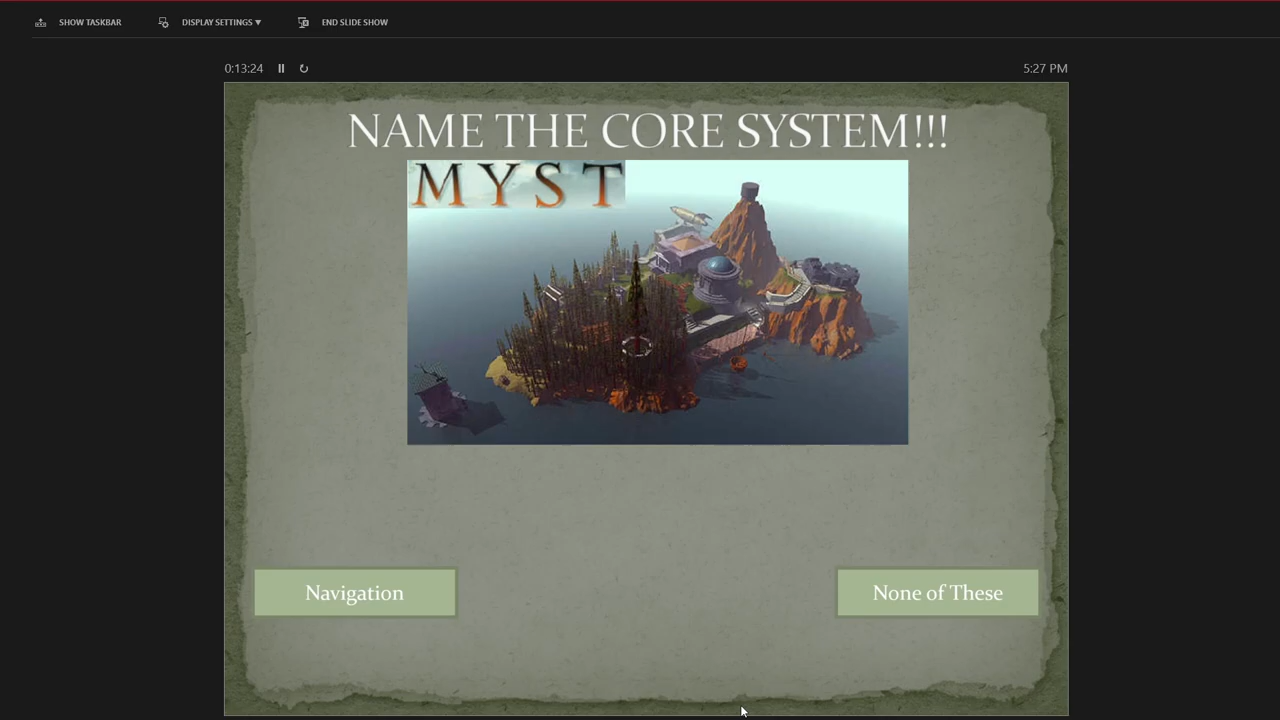 SHOW TASKBAR
DISPLAY SETTINGS ▼
END SLIDE SHOW
0:13:24
5:27 PM
NAME THE CORE SYSTEM!!!
MYST
Navigation
None of These